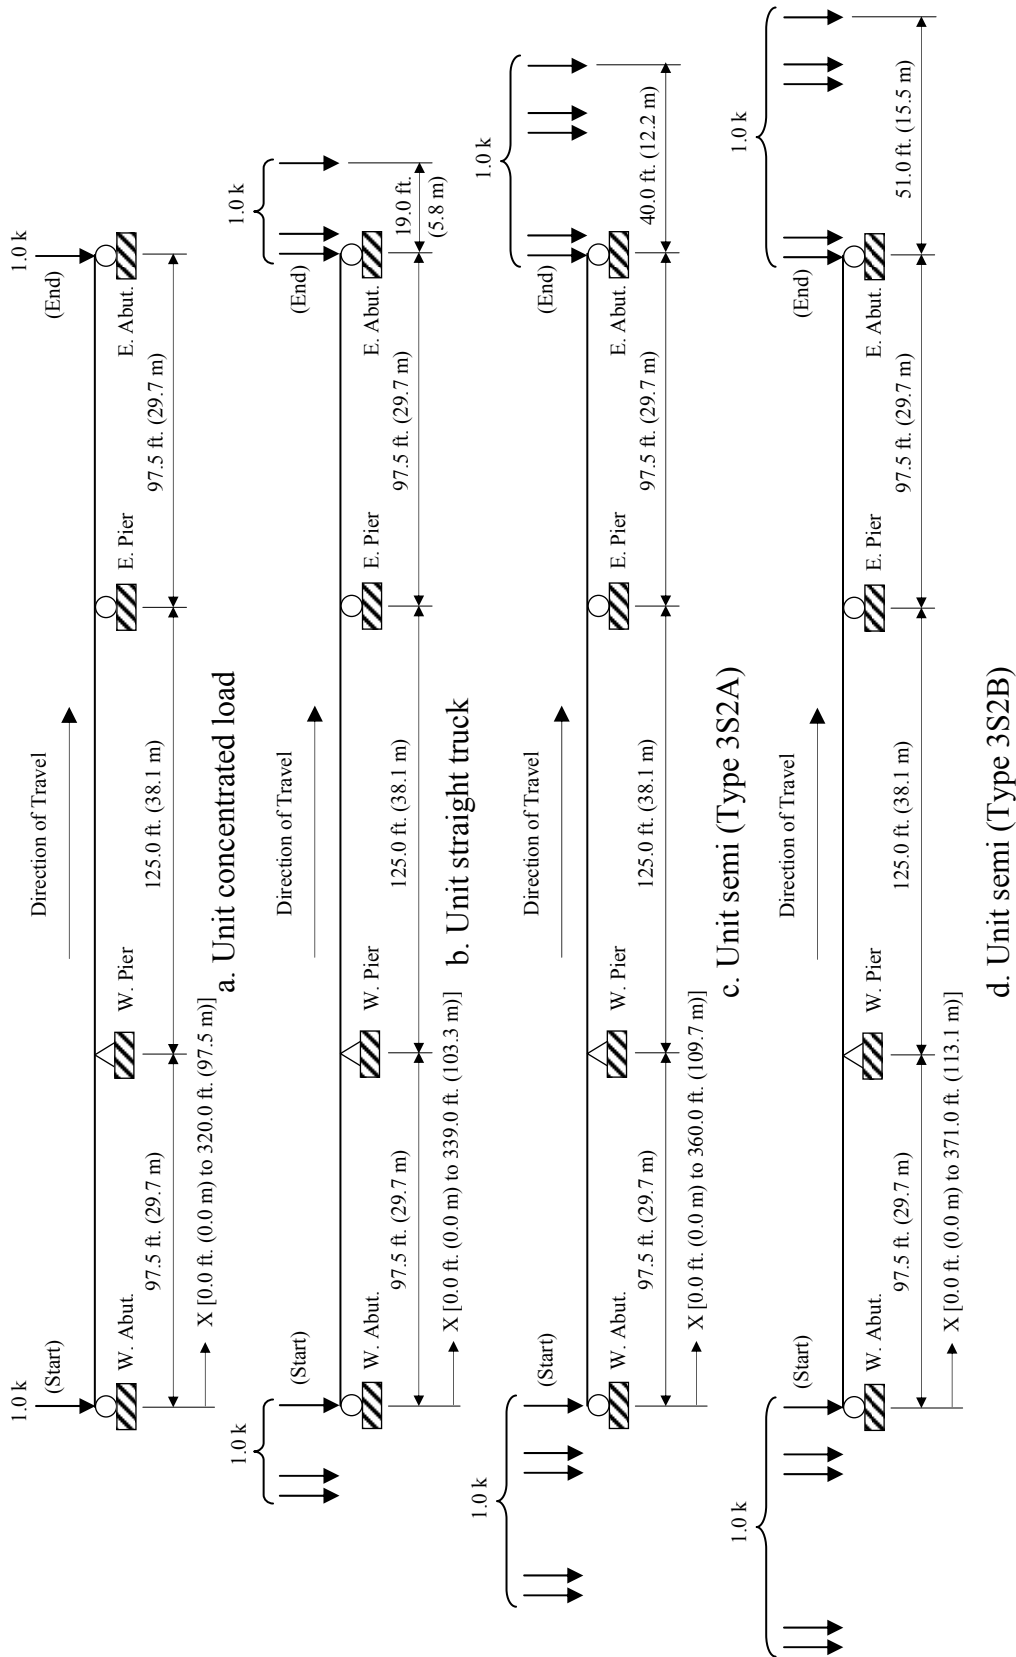 1.0 k
1.0 k
(Start)
(End)
Direction of Travel
W. Abut.
W. Pier
E. Pier
E. Abut.
97.5 ft. (29.7 m)
125.0 ft. (38.1 m)
97.5 ft. (29.7 m)
X [0.0 ft. (0.0 m) to 320.0 ft. (97.5 m)]
a. Unit concentrated load
1.0 k
1.0 k
(Start)
(End)
Direction of Travel
W. Abut.
W. Pier
E. Pier
E. Abut.
97.5 ft. (29.7 m)
125.0 ft. (38.1 m)
97.5 ft. (29.7 m)
19.0 ft.
(5.8 m)
X [0.0 ft. (0.0 m) to 339.0 ft. (103.3 m)]
b. Unit straight truck
1.0 k
1.0 k
(Start)
(End)
Direction of Travel
W. Abut.
W. Pier
E. Pier
E. Abut.
97.5 ft. (29.7 m)
125.0 ft. (38.1 m)
97.5 ft. (29.7 m)
40.0 ft. (12.2 m)
X [0.0 ft. (0.0 m) to 360.0 ft. (109.7 m)]
c. Unit semi (Type 3S2A)
1.0 k
1.0 k
(Start)
(End)
Direction of Travel
W. Abut.
W. Pier
E. Pier
E. Abut.
97.5 ft. (29.7 m)
125.0 ft. (38.1 m)
97.5 ft. (29.7 m)
51.0 ft. (15.5 m)
X [0.0 ft. (0.0 m) to 371.0 ft. (113.1 m)]
d. Unit semi (Type 3S2B)